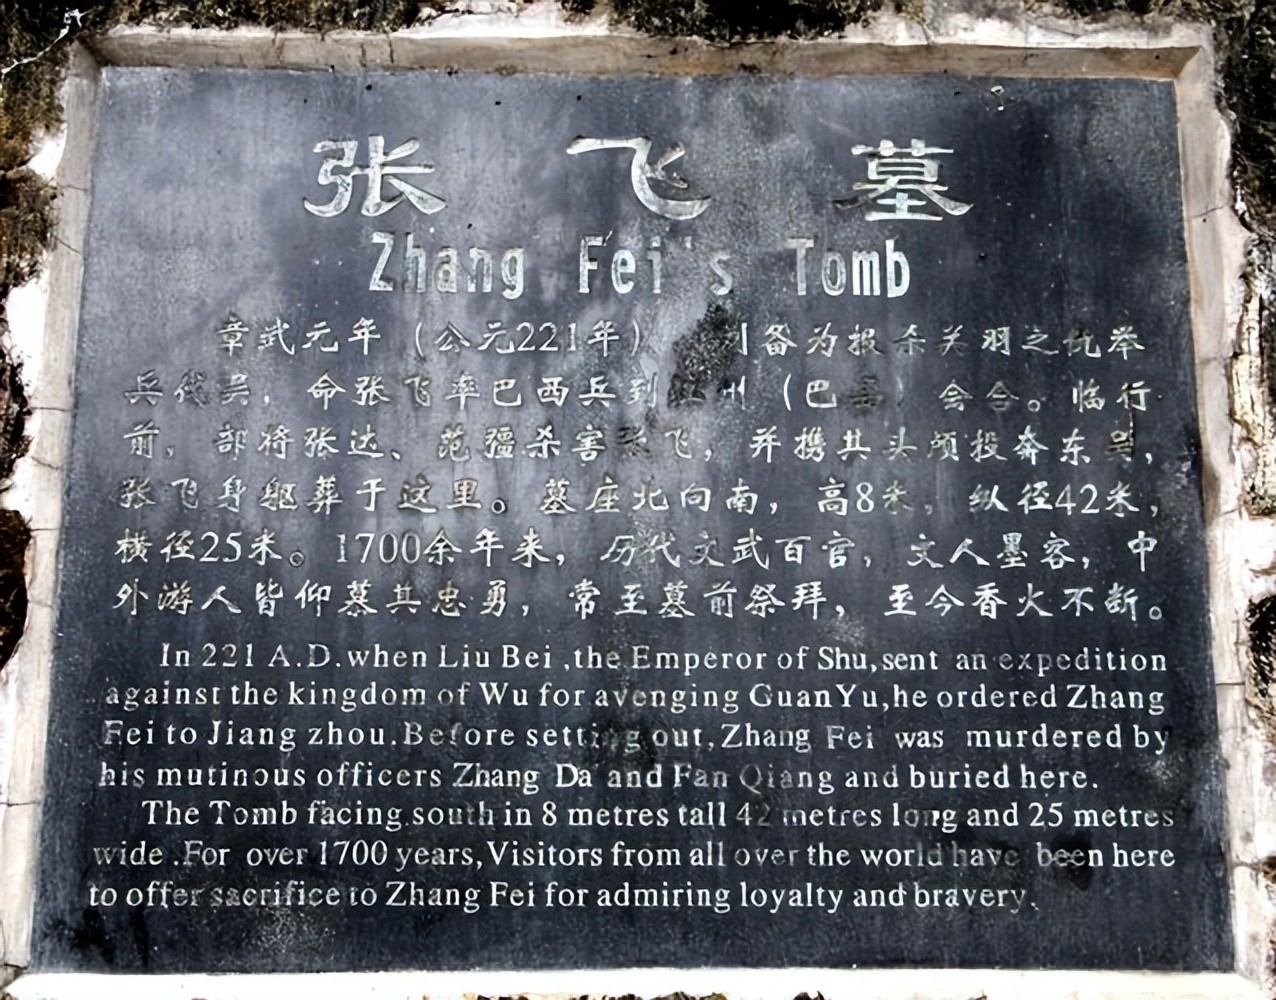 张飞墓
Zhang Fei's Tomb
章武元年（公元221年） 备为报杀关羽之仇举
兵伐吴，命张飞率巴西兵到江州（巴县 会合。临行
前，部将张达、范疆杀害张飞，并携其头颅投奔东吴，
张飞身躯葬于这里。墓座北向南，高8米，纵径42米，
横径25米。1700余年来，历代文武百官，文人墨客，中
外游人皆仰慕其忠勇，常至墓前祭拜，至今香火不断。
In 221 A.D.when Liu Bei ,the Emperor of Shu,sent an expedition
against the kingdom of Wu for avenging GuanYu,he ordered Zhang
Fei to Jiang zhou.Before setting out,Zhang Fei was murdered by
his mutinous officers Zhang Da and Fan Qiang and buried here.
The Tomb facing south in 8 metres tall 42 metres long and 25 metres
wide .For over 1700 years,Visitors from all over the world have been here
to offer sacrifice to Zhang Fei for admiring loyalty and bravery.